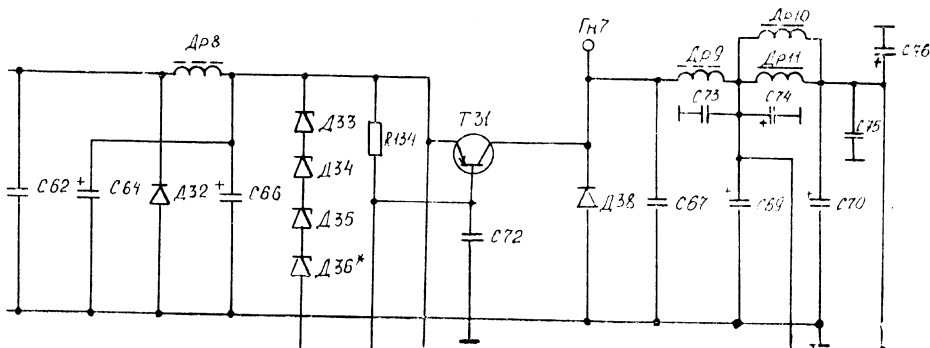 Гн7
Др10
Др8
Др9
Др11
С76
С73
С74
Д33
Т31
С75
R134
Д34
С62
С64
Д32
С66
Д35
Д38
С67
С69
С70
С72
Д36*